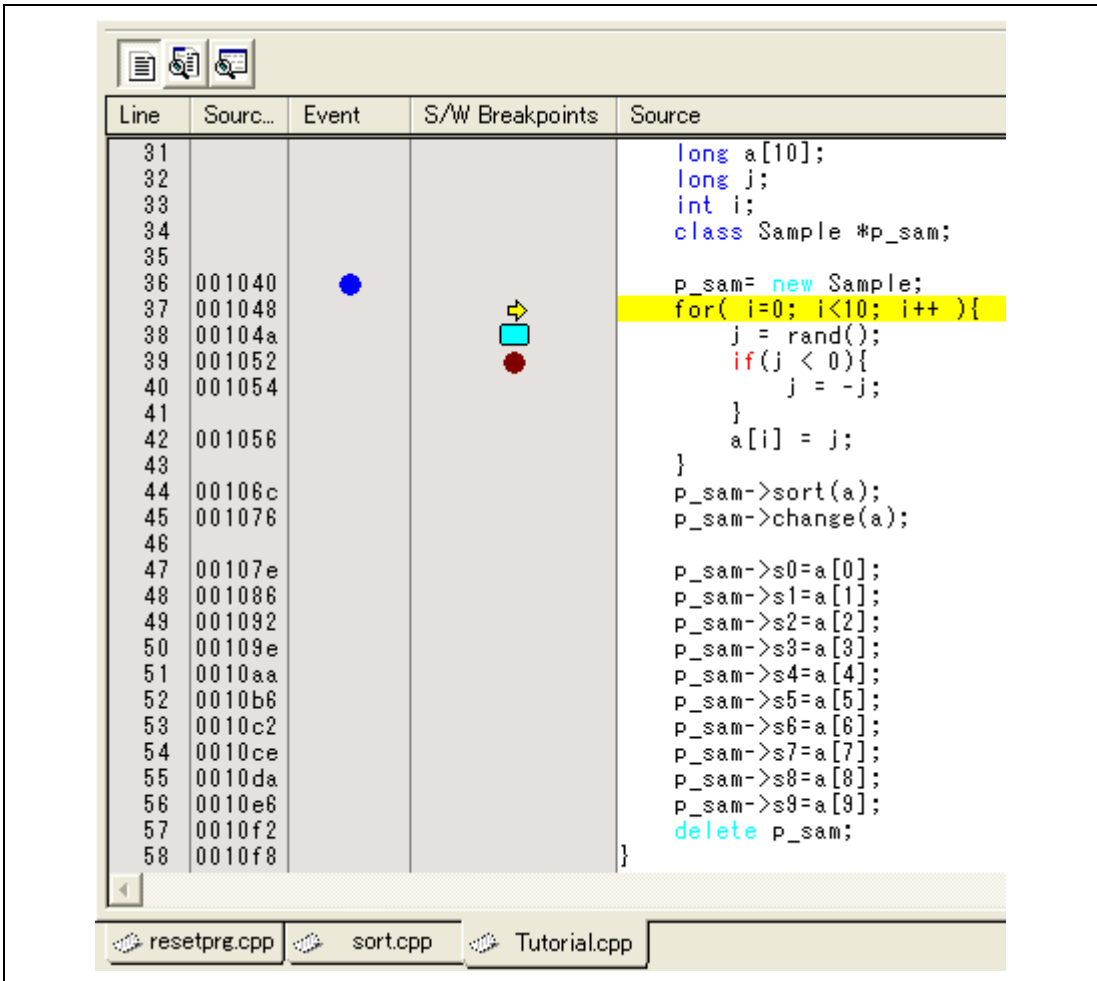 Line Sourc... Event S/W Breakpoints Source
31 long a[10];
32 long j;
33 int i;
34 class Sample *p_sam;
35
36 001040 p_sam= new Sample;
37 001048 for( i=0; i<10; i++ ){
38 00104a j = rand();
39 001052 if(j < 0){
40 001054 j = -j;
41 }
42 001056 a[i] = j;
43 }
44 00106c p_sam->sort(a);
45 001076 p_sam->change(a);
46
47 00107e p_sam->s0=a[0];
48 001086 p_sam->s1=a[1];
49 001092 p_sam->s2=a[2];
50 00109e p_sam->s3=a[3];
51 0010aa p_sam->s4=a[4];
52 0010b6 p_sam->s5=a[5];
53 0010c2 p_sam->s6=a[6];
54 0010ce p_sam->s7=a[7];
55 0010da p_sam->s8=a[8];
56 0010e6 p_sam->s9=a[9];
57 0010f2 delete p_sam;
58 0010f8 }
resetprg.cpp sort.cpp Tutorial.cpp